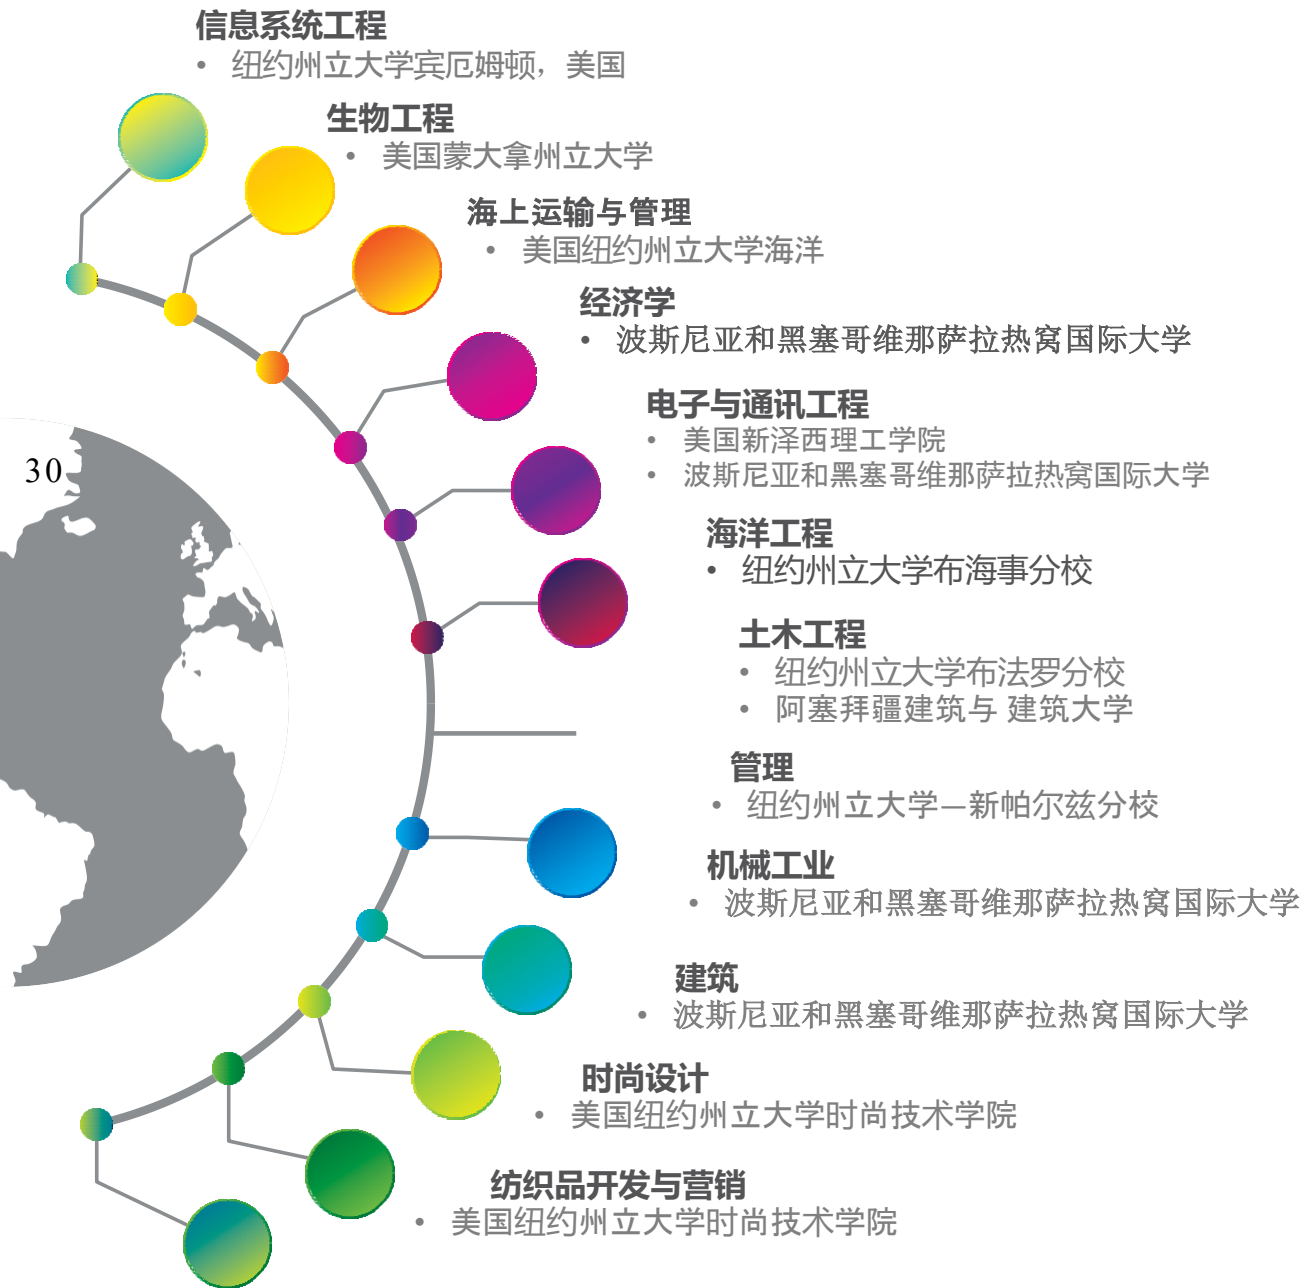 信息系统工程
• 纽约州立大学宾厄姆顿，美国
生物工程
• 美国蒙大拿州立大学
海上运输与管理
• 美国纽约州立大学海洋
经济学
• 波斯尼亚和黑塞哥维那萨拉热窝国际大学
电子与通讯工程
• 美国新泽西理工学院
• 波斯尼亚和黑塞哥维那萨拉热窝国际大学
30
海洋工程
• 纽约州立大学布海事分校
土木工程
• 纽约州立大学布法罗分校
• 阿塞拜疆建筑与 建筑大学
管理
• 纽约州立大学—新帕尔兹分校
机械工业
• 波斯尼亚和黑塞哥维那萨拉热窝国际大学
建筑
• 波斯尼亚和黑塞哥维那萨拉热窝国际大学
时尚设计
• 美国纽约州立大学时尚技术学院
纺织品开发与营销
• 美国纽约州立大学时尚技术学院